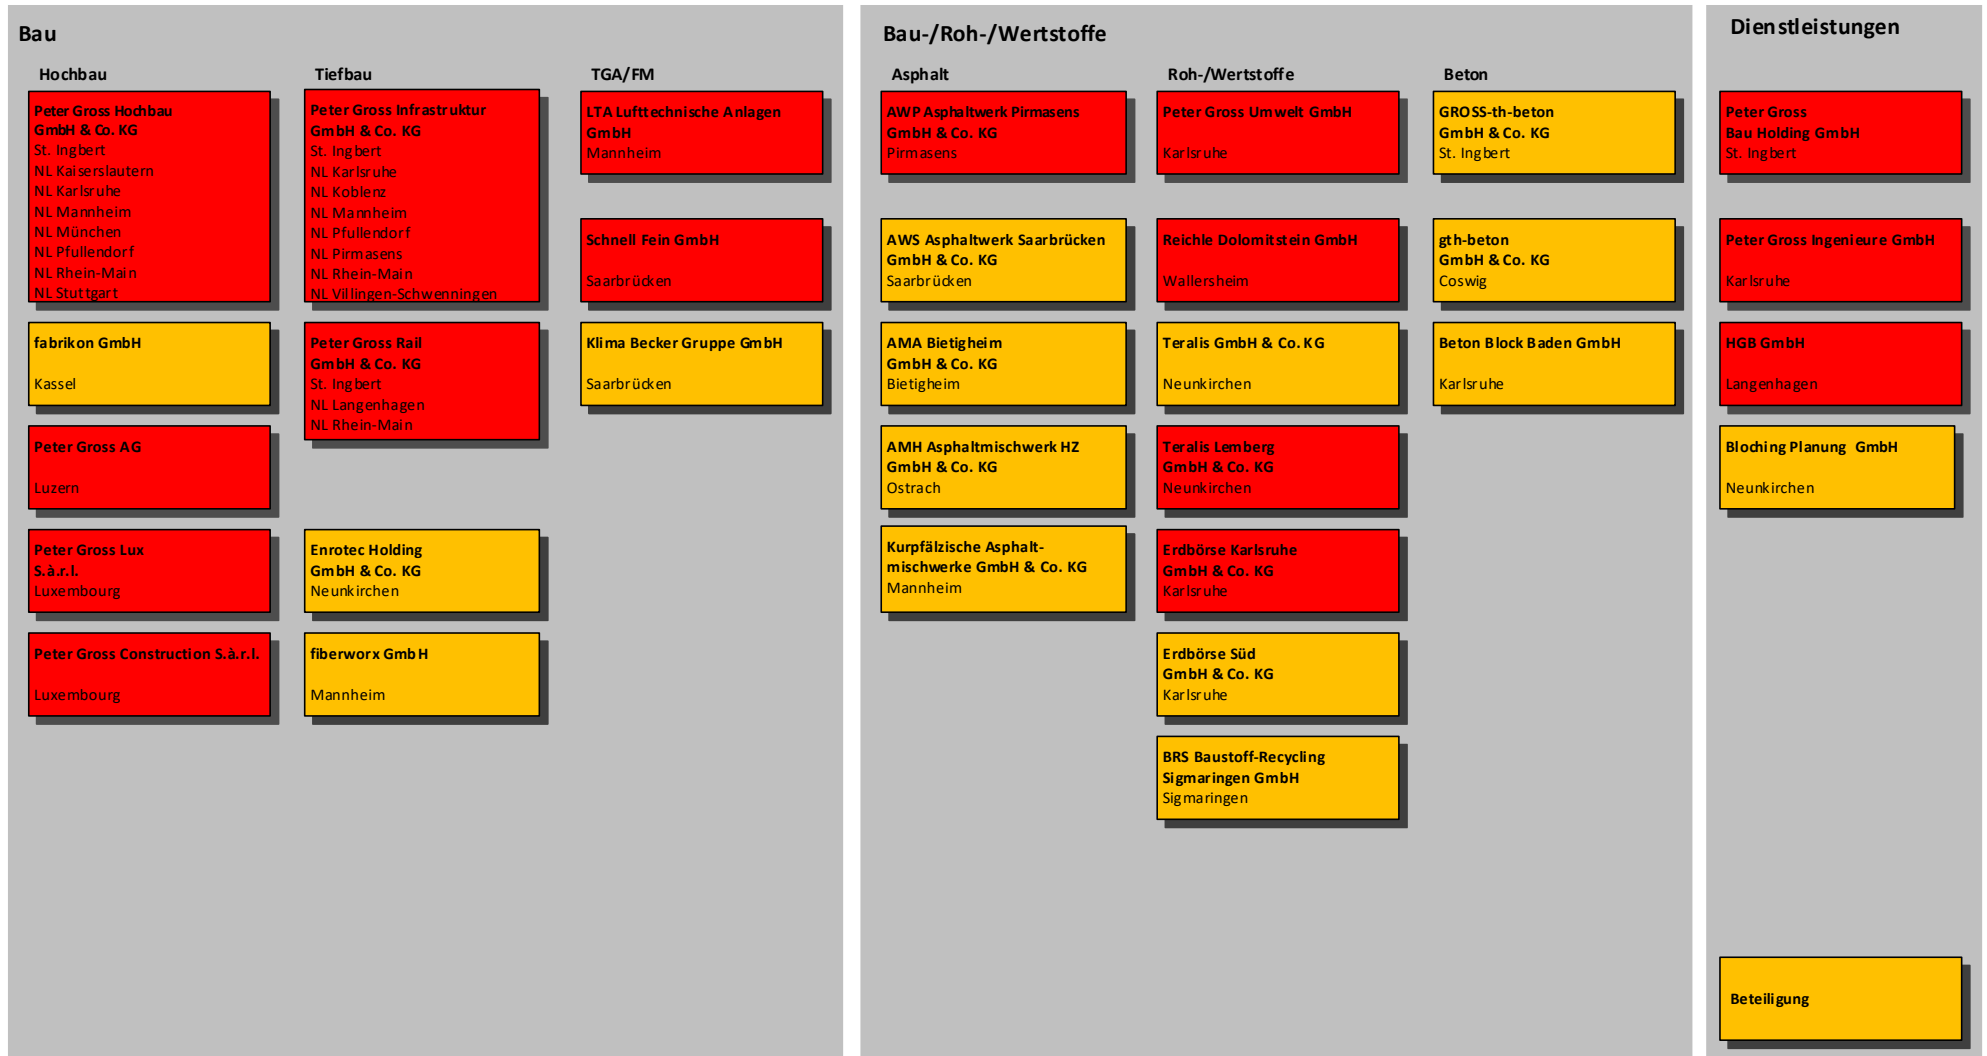 Bau
Hochbau
Peter Gross Hochbau
GmbH & Co. KG
St. Ingbert
NL Kaiserslautern
NL Karlsruhe
NL Mannheim
NL München
NL Pfullendorf
NL Rhein-Main
NL Stuttgart
fabrikon GmbH
Kassel
Peter Gross AG
Luzern
Peter Gross Lux
S.à.r.l.
Luxembourg
Peter Gross Construction S.à.r.l.
Luxembourg
Tiefbau
Peter Gross Infrastruktur
GmbH & Co. KG
St. Ingbert
NL Karlsruhe
NL Koblenz
NL Mannheim
NL Pfullendorf
NL Pirmasens
NL Rhein-Main
NL Villingen-Schwenningen
Peter Gross Rail
GmbH & Co. KG
St. Ingbert
NL Langenhagen
NL Rhein-Main
Enrotec Holding
GmbH & Co. KG
Neunkirchen
fiberworx GmbH
Mannheim
TGA/FM
LTA Lufttechnische Anlagen
GmbH
Mannheim
Schnell Fein GmbH
Saarbrücken
Klima Becker Gruppe GmbH
Saarbrücken
Bau-/Roh-/Wertstoffe
Asphalt
AWP Asphaltwerk Pirmasens
GmbH & Co. KG
Pirmasens
AWS Asphaltwerk Saarbrücken
GmbH & Co. KG
Saarbrücken
AMA Bietigheim
GmbH & Co. KG
Bietigheim
AMH Asphaltmischwerk HZ
GmbH & Co. KG
Ostrach
Kurpfälzische Asphalt-
mischwerke GmbH & Co. KG
Mannheim
Roh-/Wertstoffe
Peter Gross Umwelt GmbH
Karlsruhe
Reichle Dolomitstein GmbH
Wallersheim
Teralis GmbH & Co. KG
Neunkirchen
Teralis Lemberg
GmbH & Co. KG
Neunkirchen
Erdbörse Karlsruhe
GmbH & Co. KG
Karlsruhe
Erdbörse Süd
GmbH & Co. KG
Karlsruhe
BRS Baustoff-Recycling
Sigmaringen GmbH
Sigmaringen
Beton
GROSS-th-beton
GmbH & Co. KG
St. Ingbert
gth-beton
GmbH & Co. KG
Coswig
Beton Block Baden GmbH
Karlsruhe
Dienstleistungen
Peter Gross
Bau Holding GmbH
St. Ingbert
Peter Gross Ingenieure GmbH
Karlsruhe
HGB GmbH
Langenhagen
Bloching Planung GmbH
Neunkirchen
Beteiligung